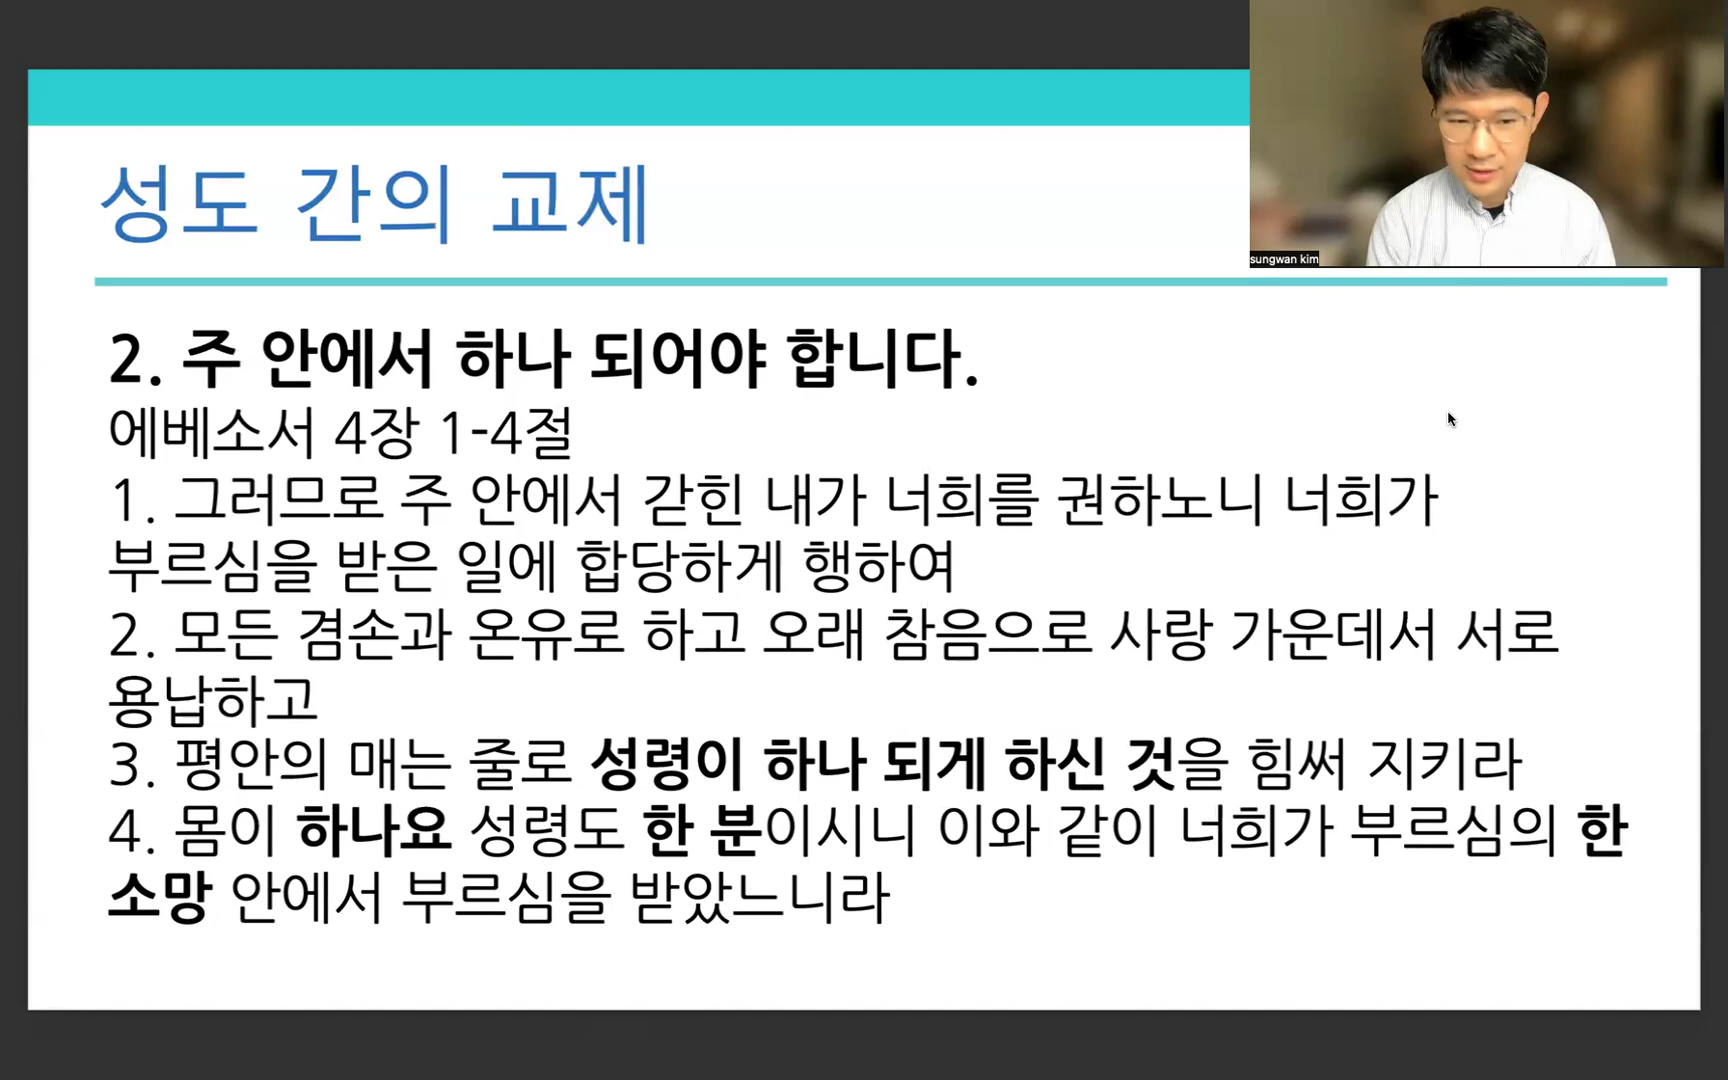 성도 간의 교제
sungwan kim
2. 주 안에서 하나 되어야 합니다.
에베소서 4장 1-4절
1. 그러므로 주 안에서 갇힌 내가 너희를 권하노니 너희가
부르심을 받은 일에 합당하게 행하여
2. 모든 겸손과 온유로 하고 오래 참음으로 사랑 가운데서 서로
용납하고
3. 평안의 매는 줄로 성령이 하나 되게 하신 것을 힘써 지키라
4. 몸이 하나요 성령도 한 분이시니 이와 같이 너희가 부르심의 한
소망 안에서 부르심을 받았느니라